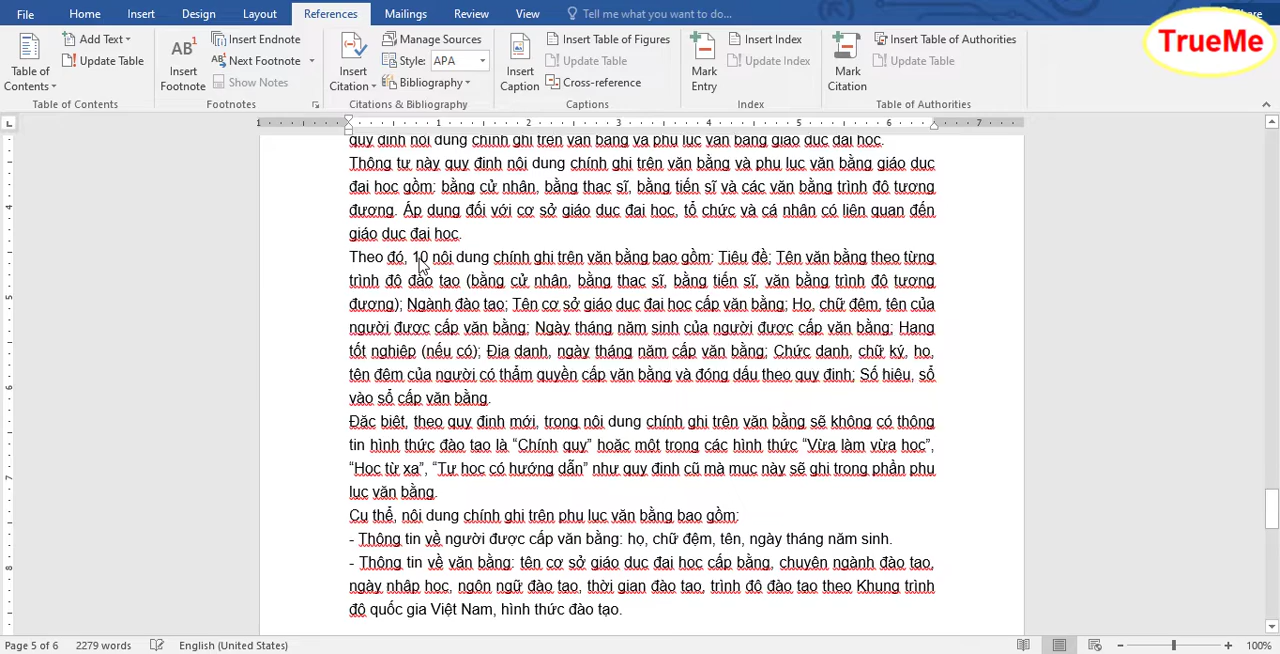 File Home Insert Design Layout References Mailings Review View Tell me what you want to do...
TrueMe
Add Text Insert Endnote Manage Sources Insert Table of Figures Insert Index Insert Table of Authorities
Update Table Next Footnote Style: APA Update Table Update Index Update Table
Table of Contents
Insert Footnote
Show Notes
Insert Citation
Bibliography
Insert Caption
Cross-reference
Mark Entry
Mark Citation
Table of Contents Footnotes Citations & Bibliography Captions Index Table of Authorities
1 1 2 3 4 5 6 7
quy định nội dung chính ghi trên văn bằng và phụ lục văn bằng giáo dục đại học.
Thông tư này quy định nội dung chính ghi trên văn bằng và phụ lục văn bằng giáo dục
đại học gồm: bằng cử nhân, bằng thạc sĩ, bằng tiến sĩ và các văn bằng trình độ tương
đương. Áp dụng đối với cơ sở giáo dục đại học, tổ chức và cá nhân có liên quan đến
giáo dục đại học.
Theo đó, 10 nội dung chính ghi trên văn bằng bao gồm: Tiêu đề; Tên văn bằng theo từng
trình độ đào tạo (bằng cử nhân, bằng thạc sĩ, bằng tiến sĩ, văn bằng trình độ tương
đương); Ngành đào tạo; Tên cơ sở giáo dục đại học cấp văn bằng; Họ, chữ đệm, tên của
người được cấp văn bằng; Ngày tháng năm sinh của người được cấp văn bằng; Hạng
tốt nghiệp (nếu có); Địa danh, ngày tháng năm cấp văn bằng; Chức danh, chữ ký, họ,
tên đệm của người có thẩm quyền cấp văn bằng và đóng dấu theo quy định; Số hiệu, số
vào sổ cấp văn bằng.
Đặc biệt, theo quy định mới, trong nội dung chính ghi trên văn bằng sẽ không có thông
tin hình thức đào tạo là “Chính quy” hoặc một trong các hình thức “Vừa làm vừa học”,
“Học từ xa”, “Tự học có hướng dẫn” như quy định cũ mà mục này sẽ ghi trong phần phụ
lục văn bằng.
Cụ thể, nội dung chính ghi trên phụ lục văn bằng bao gồm:
- Thông tin về người được cấp văn bằng: họ, chữ đệm, tên, ngày tháng năm sinh.
- Thông tin về văn bằng: tên cơ sở giáo dục đại học cấp bằng, chuyên ngành đào tạo,
ngày nhập học, ngôn ngữ đào tạo, thời gian đào tạo, trình độ đào tạo theo Khung trình
độ quốc gia Việt Nam, hình thức đào tạo.
4
5
6
7
8
Page 5 of 6 2279 words English (United States) 100%